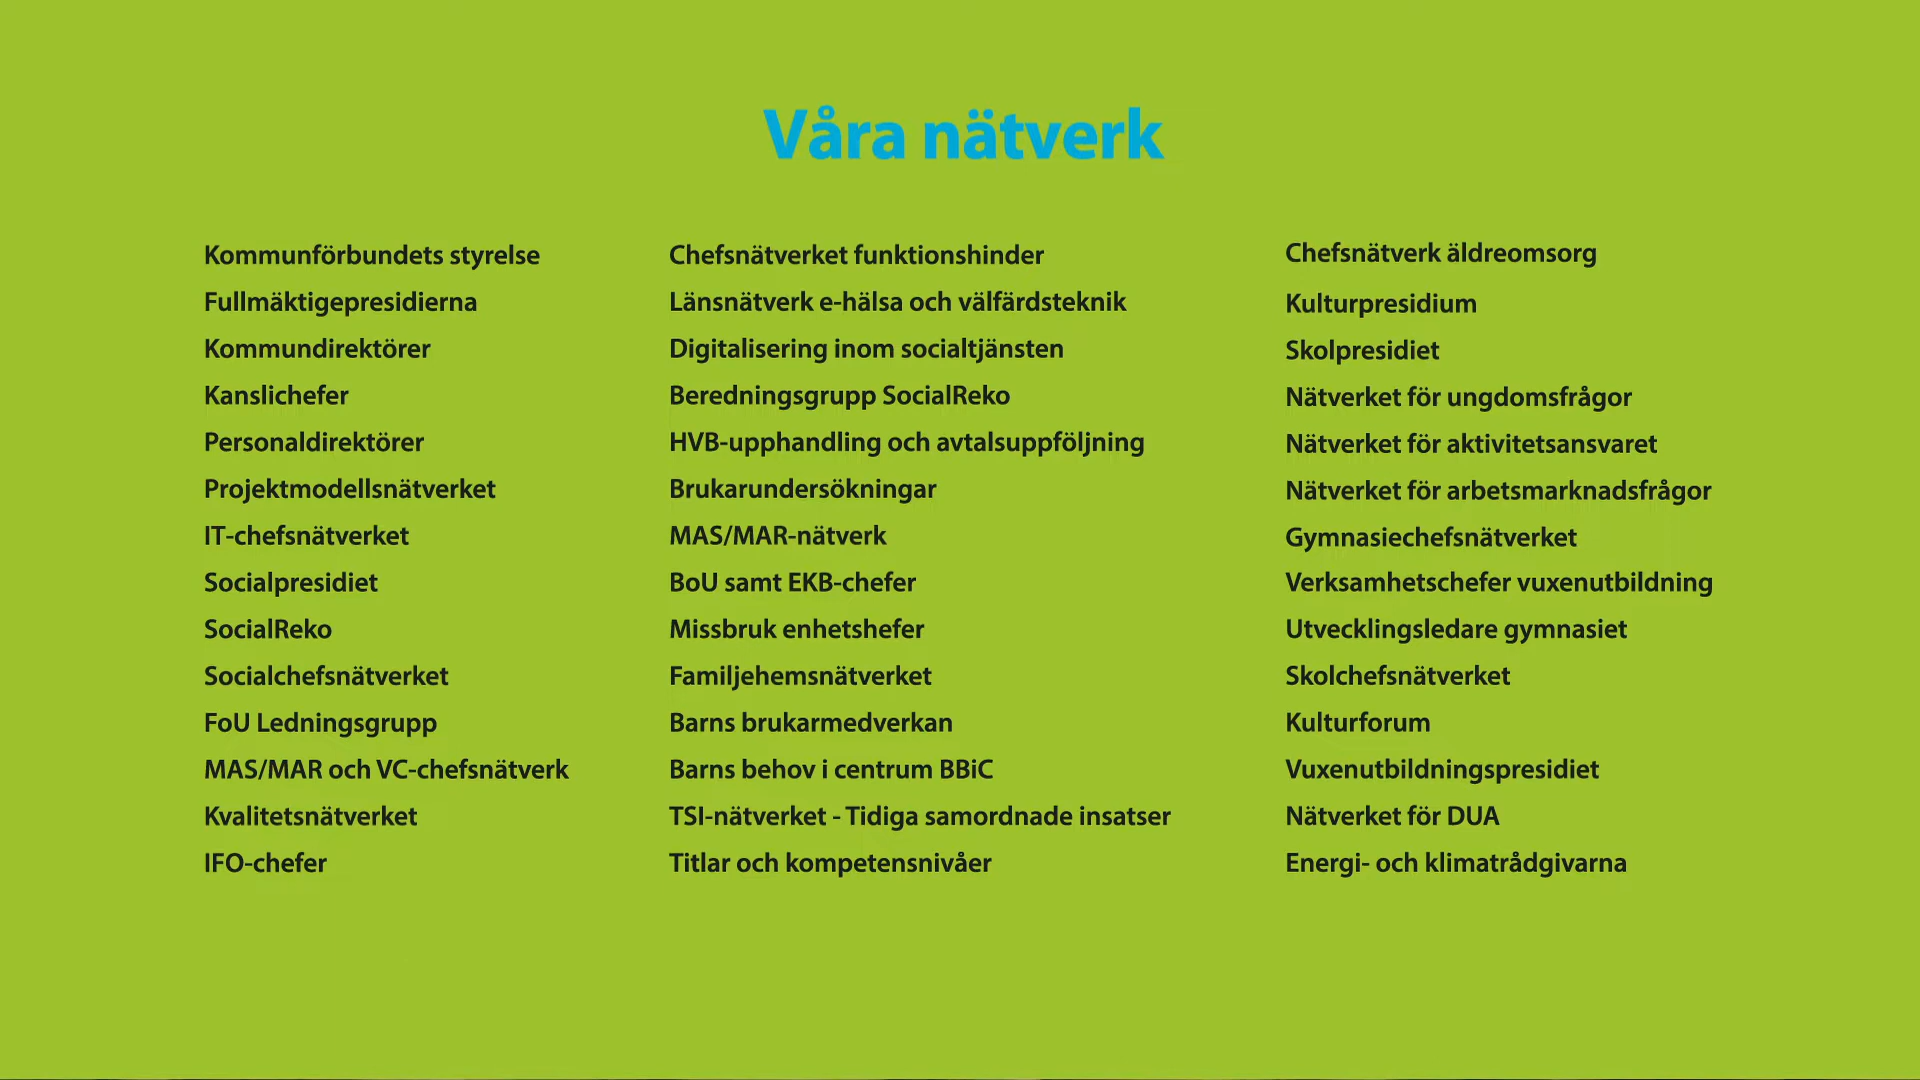 Våra nätverk
Kommunförbundets styrelse
Fullmäktigepresidierna
Kommundirektörer
Kanslichefer
Personaldirektörer
Projektmodellsnätverket
IT-chefsnätverket
Socialpresidiet
SocialReko
Socialchefsnätverket
FoU Ledningsgrupp
MAS/MAR och VC-chefsnätverk
Kvalitetsnätverket
IFO-chefer
Chefsnätverket funktionshinder
Länsnätverk e-hälsa och välfärdsteknik
Digitalisering inom socialtjänsten
Beredningsgrupp SocialReko
HVB-upphandling och avtalsuppföljning
Brukarundersökningar
MAS/MAR-nätverk
BoU samt EKB-chefer
Missbruk enhetshefer
Familjehemsnätverket
Barns brukarmedverkan
Barns behov i centrum BBiC
TSI-nätverket - Tidiga samordnade insatser
Titlar och kompetensnivåer
Chefsnätverk äldreomsorg
Kulturpresidium
Skolpresidiet
Nätverket för ungdomsfrågor
Nätverket för aktivitetsansvaret
Nätverket för arbetsmarknadsfrågor
Gymnasiechefsnätverket
Verksamhetschefer vuxenutbildning
Utvecklingsledare gymnasiet
Skolchefsnätverket
Kulturforum
Vuxenutbildningspresidiet
Nätverket för DUA
Energi- och klimatrådgivarna